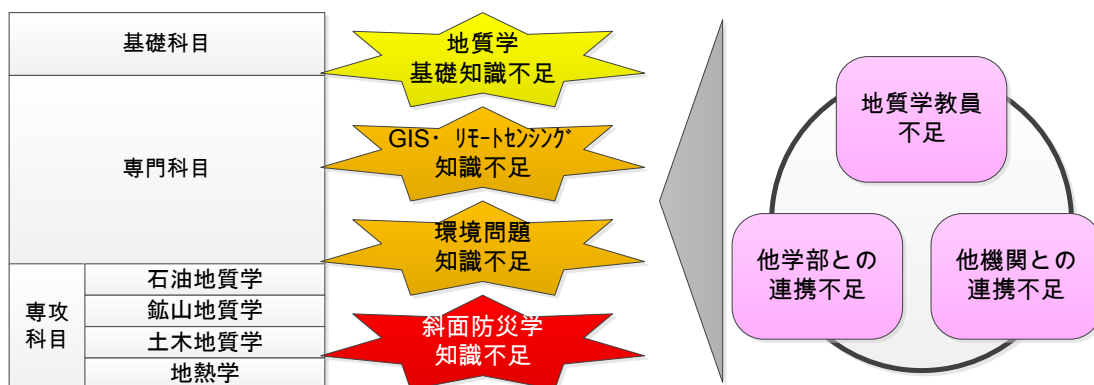 基礎科目
専門科目
専攻
科目
石油地質学
鉱山地質学
土木地質学
地熱学
地質学
基礎知識不足
GIS・ ﾘﾓｰﾄｾﾝｼﾝｸﾞ
知識不足
環境問題
知識不足
斜面防災学
知識不足
地質学教員
不足
他学部との
連携不足
他機関との
連携不足